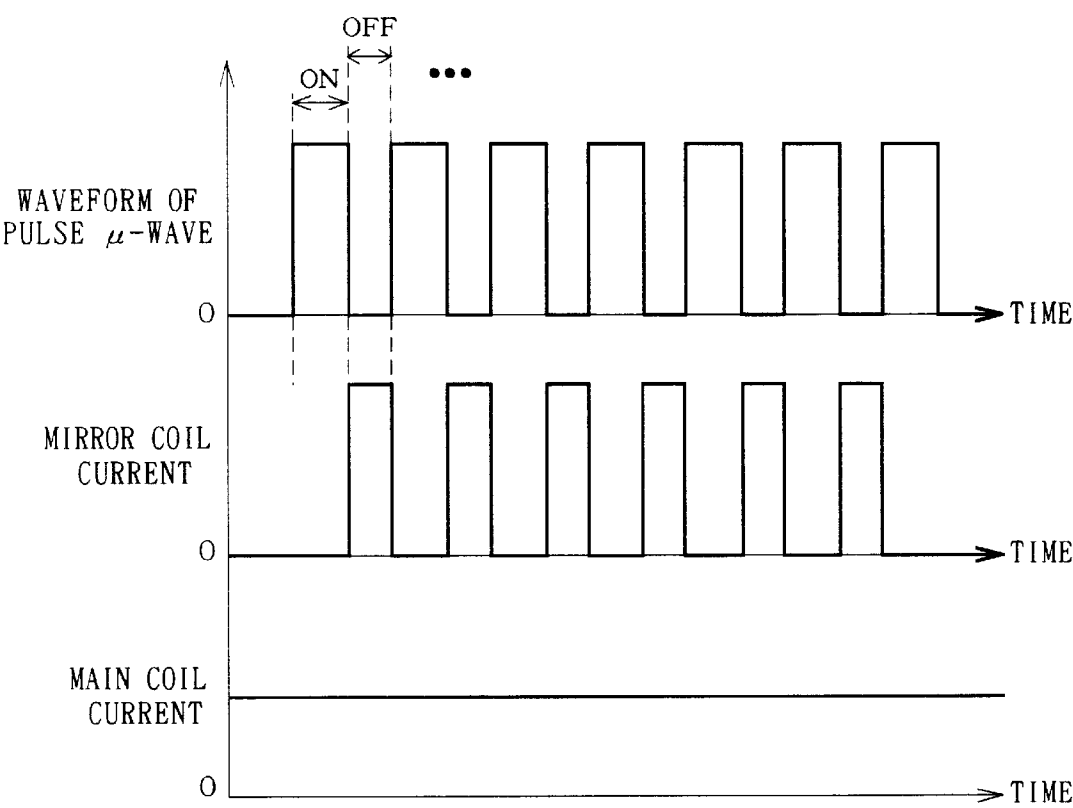 OFF
ON
•••
WAVEFORM OF
PULSE μ-WAVE
0
TIME
MIRROR COIL
CURRENT
0
TIME
MAIN COIL
CURRENT
0
TIME